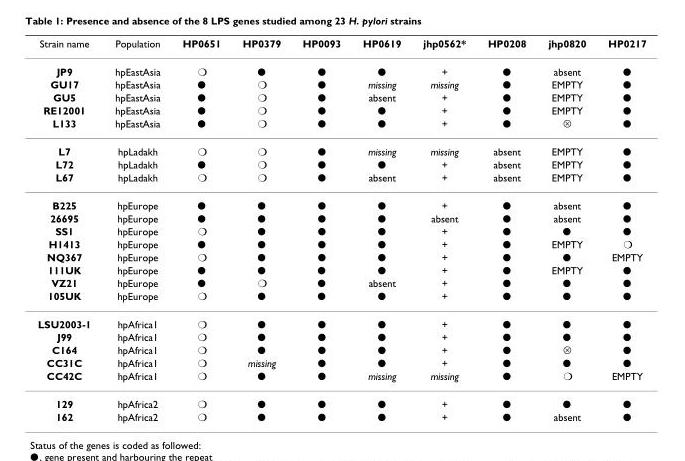 Table 1: Presence and absence of the 8 LPS genes studied among 23 H. pylori strains
Strain name Population HP0651 HP0379 HP0093 HP0619 jhp0562* HP0208 jhp0820 HP0217
JP9 hpEastAsia ❍ ● ● ● + ● absent ●
GU17 hpEastAsia ● ❍ ● missing missing ● EMPTY ●
GU5 hpEastAsia ● ❍ ● absent + ● EMPTY ●
RE12001 hpEastAsia ● ❍ ● ● + ● EMPTY ●
L133 hpEastAsia ● ❍ ● ● + ● ⊗ ●
L7 hpLadakh ❍ ❍ ● missing missing absent EMPTY ●
L72 hpLadakh ● ❍ ● ● + absent EMPTY ●
L67 hpLadakh ❍ ❍ ● absent + absent EMPTY ●
B225 hpEurope ● ● ● ● + ● absent ●
26695 hpEurope ● ● ● ● absent ● absent ●
SS1 hpEurope ❍ ● ● ● + ● ● ●
H1413 hpEurope ● ● ● ● + ● EMPTY ❍
NQ367 hpEurope ❍ ● ● ● + ● ● EMPTY
111UK hpEurope ● ● ● ● + ● EMPTY ●
VZ21 hpEurope ● ❍ ● absent + ● ● ●
105UK hpEurope ❍ ● ● ● + ● ● ●
LSU2003-1 hpAfrica1 ❍ ● ● ● + ● ● ●
J99 hpAfrica1 ❍ ● ● ● + ● ● ●
C164 hpAfrica1 ❍ ● ● ● + ● ⊗ ●
CC31C hpAfrica1 ❍ missing ● ● + ● ● ●
CC42C hpAfrica1 ❍ ● ● missing missing ● ❍ EMPTY
129 hpAfrica2 ❍ ● ● ● + ● ● ●
162 hpAfrica2 ❍ ● ● ● + ● absent ●
Status of the genes is coded as followed:
●, gene present and harbouring the repeat